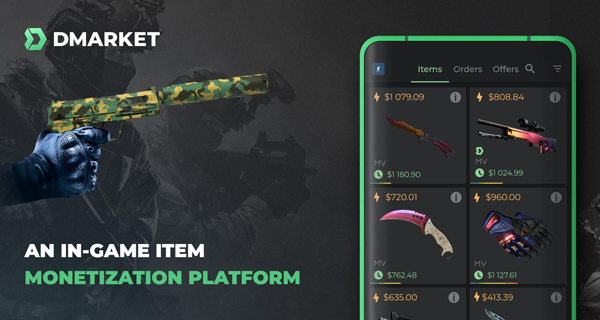 DMARKET
AN IN-GAME ITEM
MONETIZATION PLATFORM
Items Orders Offers
$1 079.09
MV
$1 180.90
$808.84
MV
$1 024.99
$720.01
MV
$762.48
$960.00
MV
$1 127.61
$635.00
$413.39